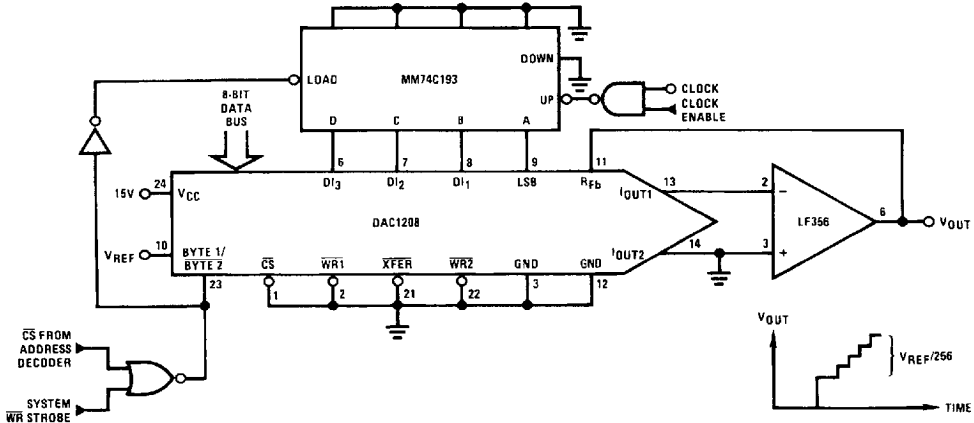 LOAD
MM74C193
DOWN
UP
CLOCK
CLOCK
ENABLE
8-BIT
DATA
BUS
D
C
B
A
6
7
8
9
11
DI3
DI2
DI1
LSB
RFb
24
15V
VCC
DAC1208
IOUT1
13
2
-
LF356
6
VOUT
10
VREF
BYTE 1/
BYTE 2
23
CS
WR1
XFER
WR2
GND
GND
IOUT2
14
3
+
1
2
21
22
3
12
CS FROM
ADDRESS
DECODER
SYSTEM
WR STROBE
VOUT
VREF/256
TIME